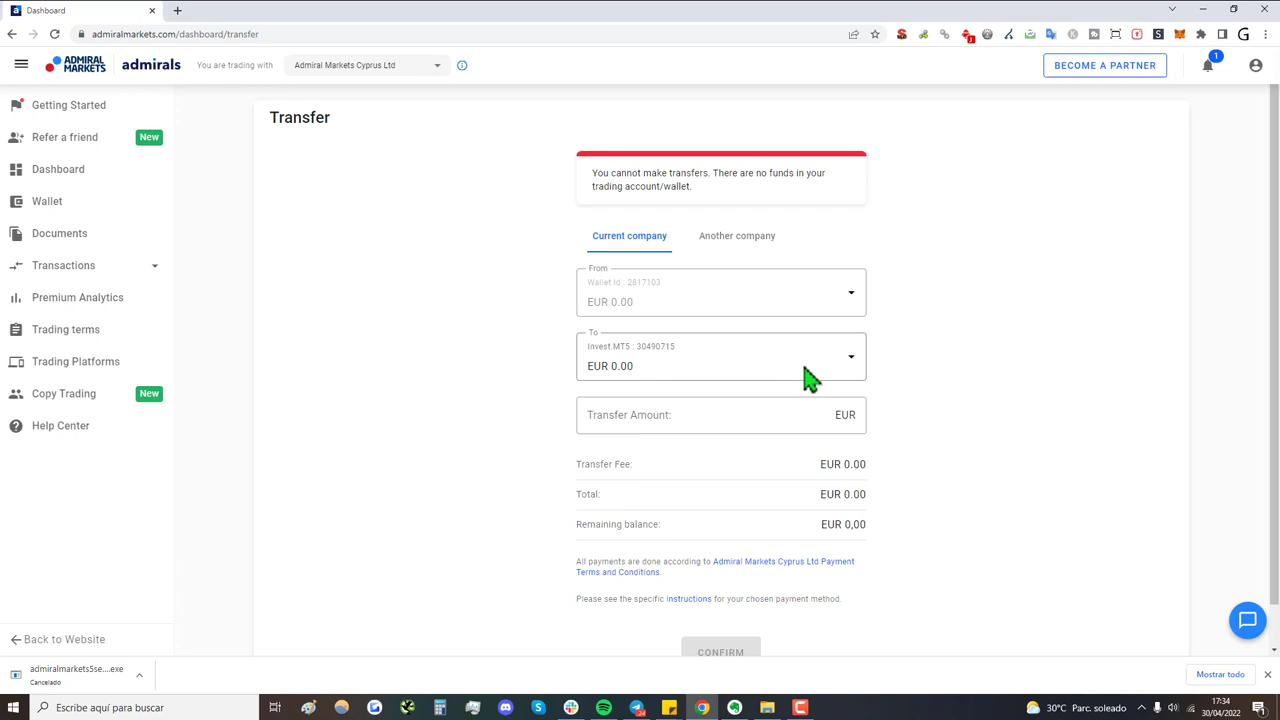 Dashboard
admiralmarkets.com/dashboard/transfer
2
ADMIRAL
MARKETS
admirals
You are trading with
Admiral Markets Cyprus Ltd
BECOME A PARTNER
1
Getting Started
Refer a friend
New
Dashboard
Wallet
Documents
Transactions
Premium Analytics
Trading terms
Trading Platforms
Copy Trading
New
Help Center
Back to Website
Transfer
You cannot make transfers. There are no funds in your
trading account/wallet.
Current company
Another company
From
Wallet Id : 2817103
EUR 0.00
To
Invest.MT5 : 30490715
EUR 0.00
Transfer Amount:
EUR
Transfer Fee:
EUR 0.00
Total:
EUR 0.00
Remaining balance:
EUR 0,00
All payments are done according to Admiral Markets Cyprus Ltd Payment
Terms and Conditions.
Please see the specific instructions for your chosen payment method.
CONFIRM
admiralmarkets5se....exe
Cancelado
Mostrar todo
Escribe aquí para buscar
30°C Parc. soleado
17:34
30/04/2022
1